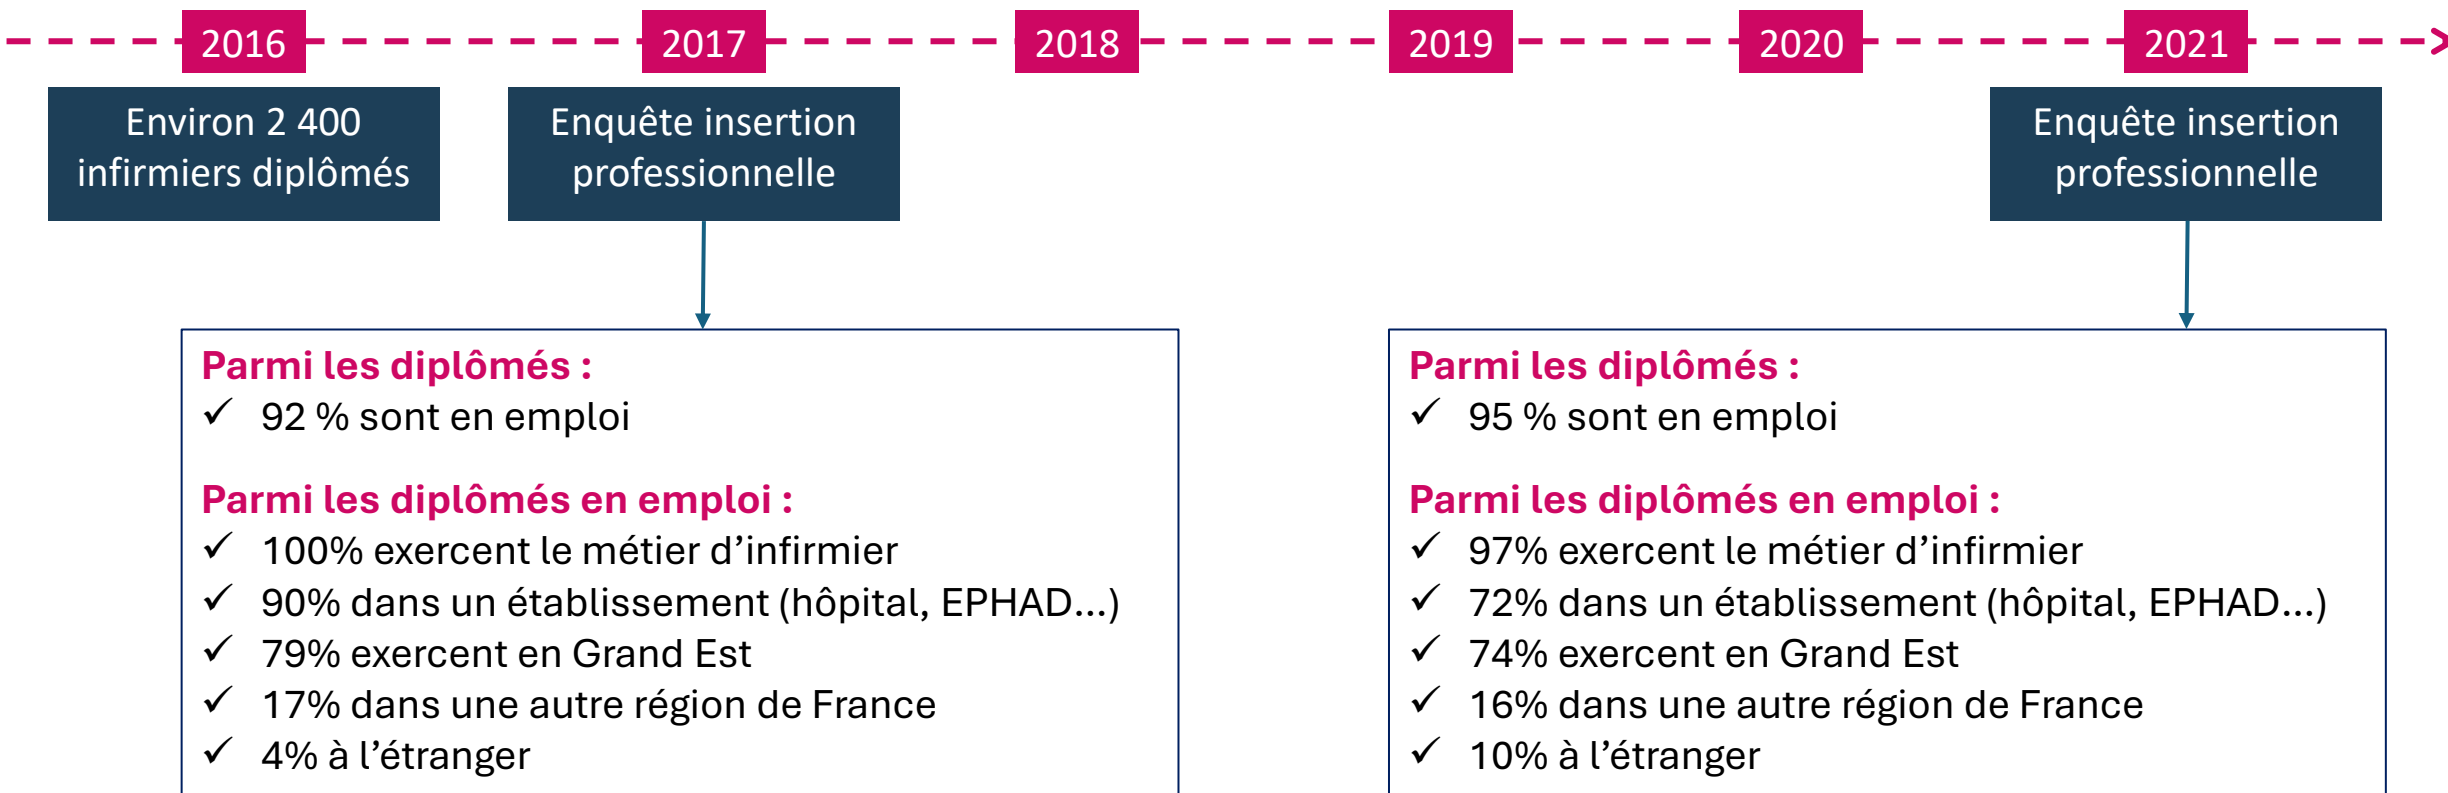 2016
2017
2018
2019
2020
2021
Environ 2 400
infirmiers diplômés
Enquête insertion
professionnelle
Enquête insertion
professionnelle
Parmi les diplômés :
✓ 92 % sont en emploi
Parmi les diplômés en emploi :
✓ 100% exercent le métier d’infirmier
✓ 90% dans un établissement (hôpital, EPHAD…)
✓ 79% exercent en Grand Est
✓ 17% dans une autre région de France
✓ 4% à l’étranger
Parmi les diplômés :
✓ 95 % sont en emploi
Parmi les diplômés en emploi :
✓ 97% exercent le métier d’infirmier
✓ 72% dans un établissement (hôpital, EPHAD…)
✓ 74% exercent en Grand Est
✓ 16% dans une autre région de France
✓ 10% à l’étranger